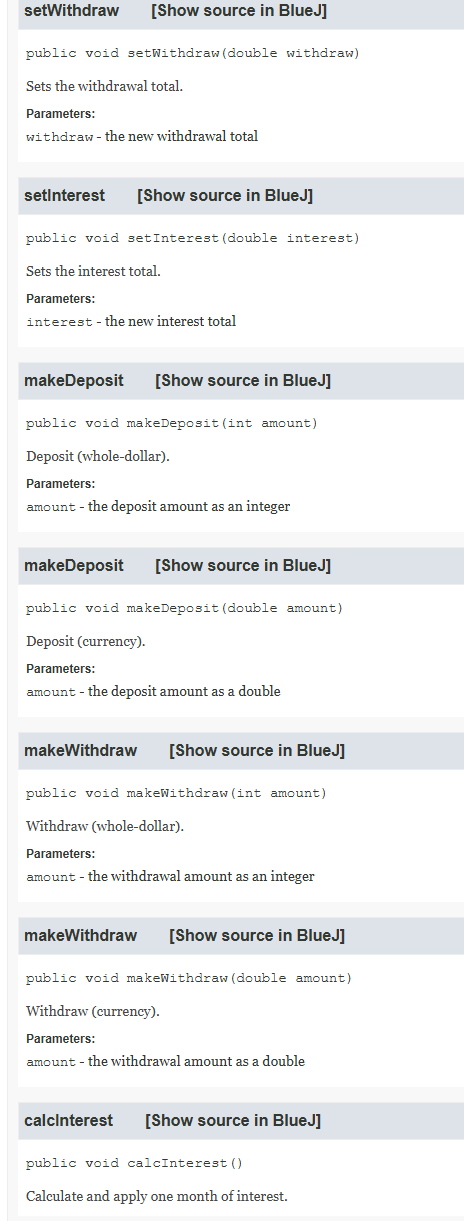 setWithdraw [Show source in BlueJ]
public void setWithdraw(double withdraw)
Sets the withdrawal total.
Parameters:
withdraw - the new withdrawal total
setInterest [Show source in BlueJ]
public void setInterest(double interest)
Sets the interest total.
Parameters:
interest - the new interest total
makeDeposit [Show source in BlueJ]
public void makeDeposit(int amount)
Deposit (whole-dollar).
Parameters:
amount - the deposit amount as an integer
makeDeposit [Show source in BlueJ]
public void makeDeposit(double amount)
Deposit (currency).
Parameters:
amount - the deposit amount as a double
makeWithdraw [Show source in BlueJ]
public void makeWithdraw(int amount)
Withdraw (whole-dollar).
Parameters:
amount - the withdrawal amount as an integer
makeWithdraw [Show source in BlueJ]
public void makeWithdraw(double amount)
Withdraw (currency).
Parameters:
amount - the withdrawal amount as a double
calcInterest [Show source in BlueJ]
public void calcInterest()
Calculate and apply one month of interest.